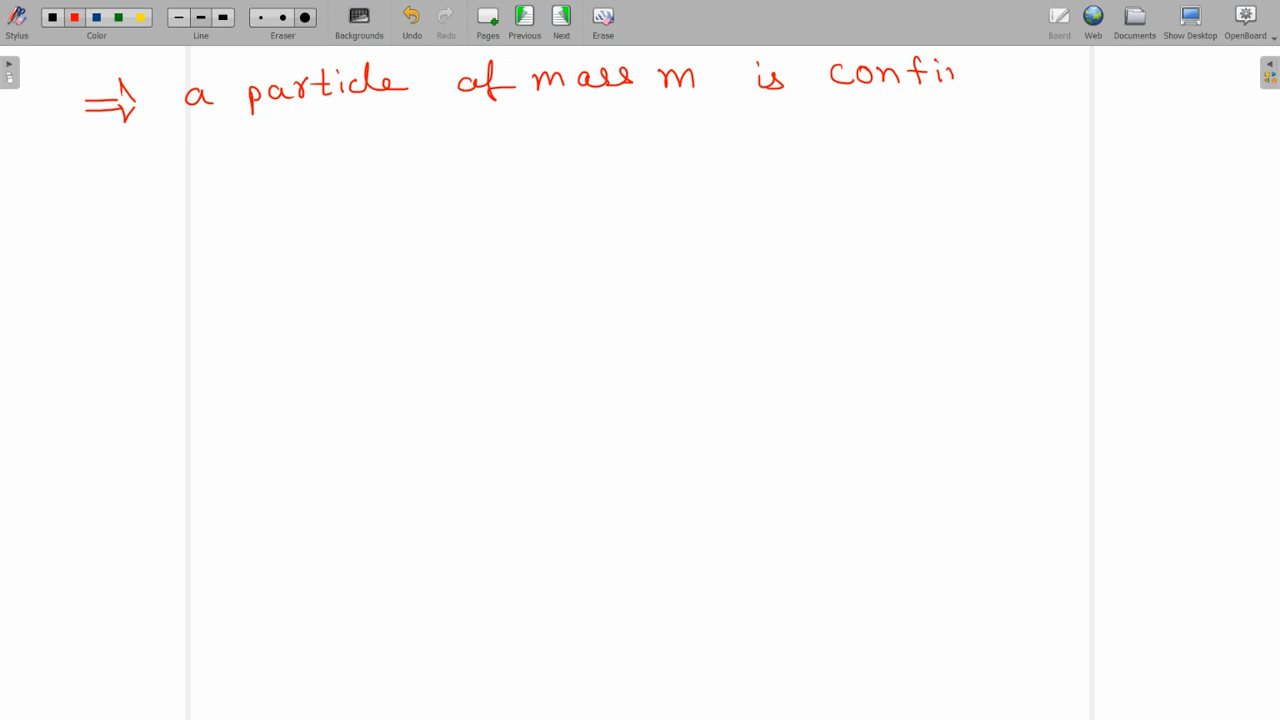 Stylus Color Line Eraser Backgrounds Undo Redo Pages Previous Next Erase Board Web Documents Show Desktop OpenBoard
⇒ a particle of mass m is confi